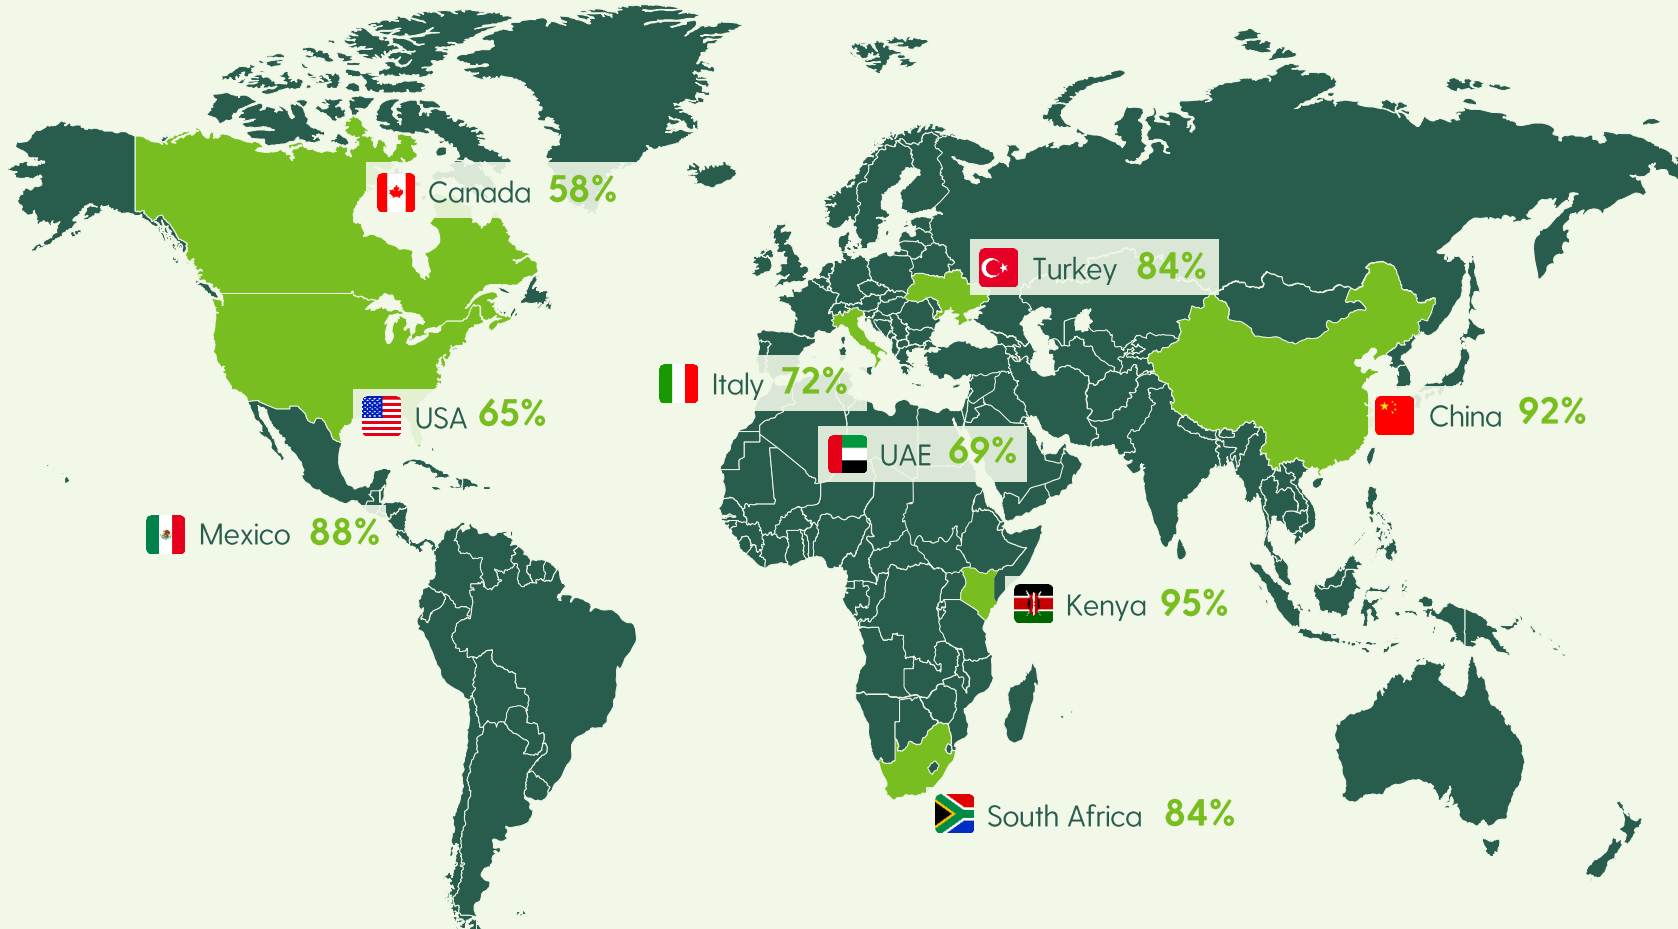 Canada 58%
Turkey 84%
Italy 72%
USA 65%
China 92%
UAE 69%
Mexico 88%
Kenya 95%
South Africa 84%